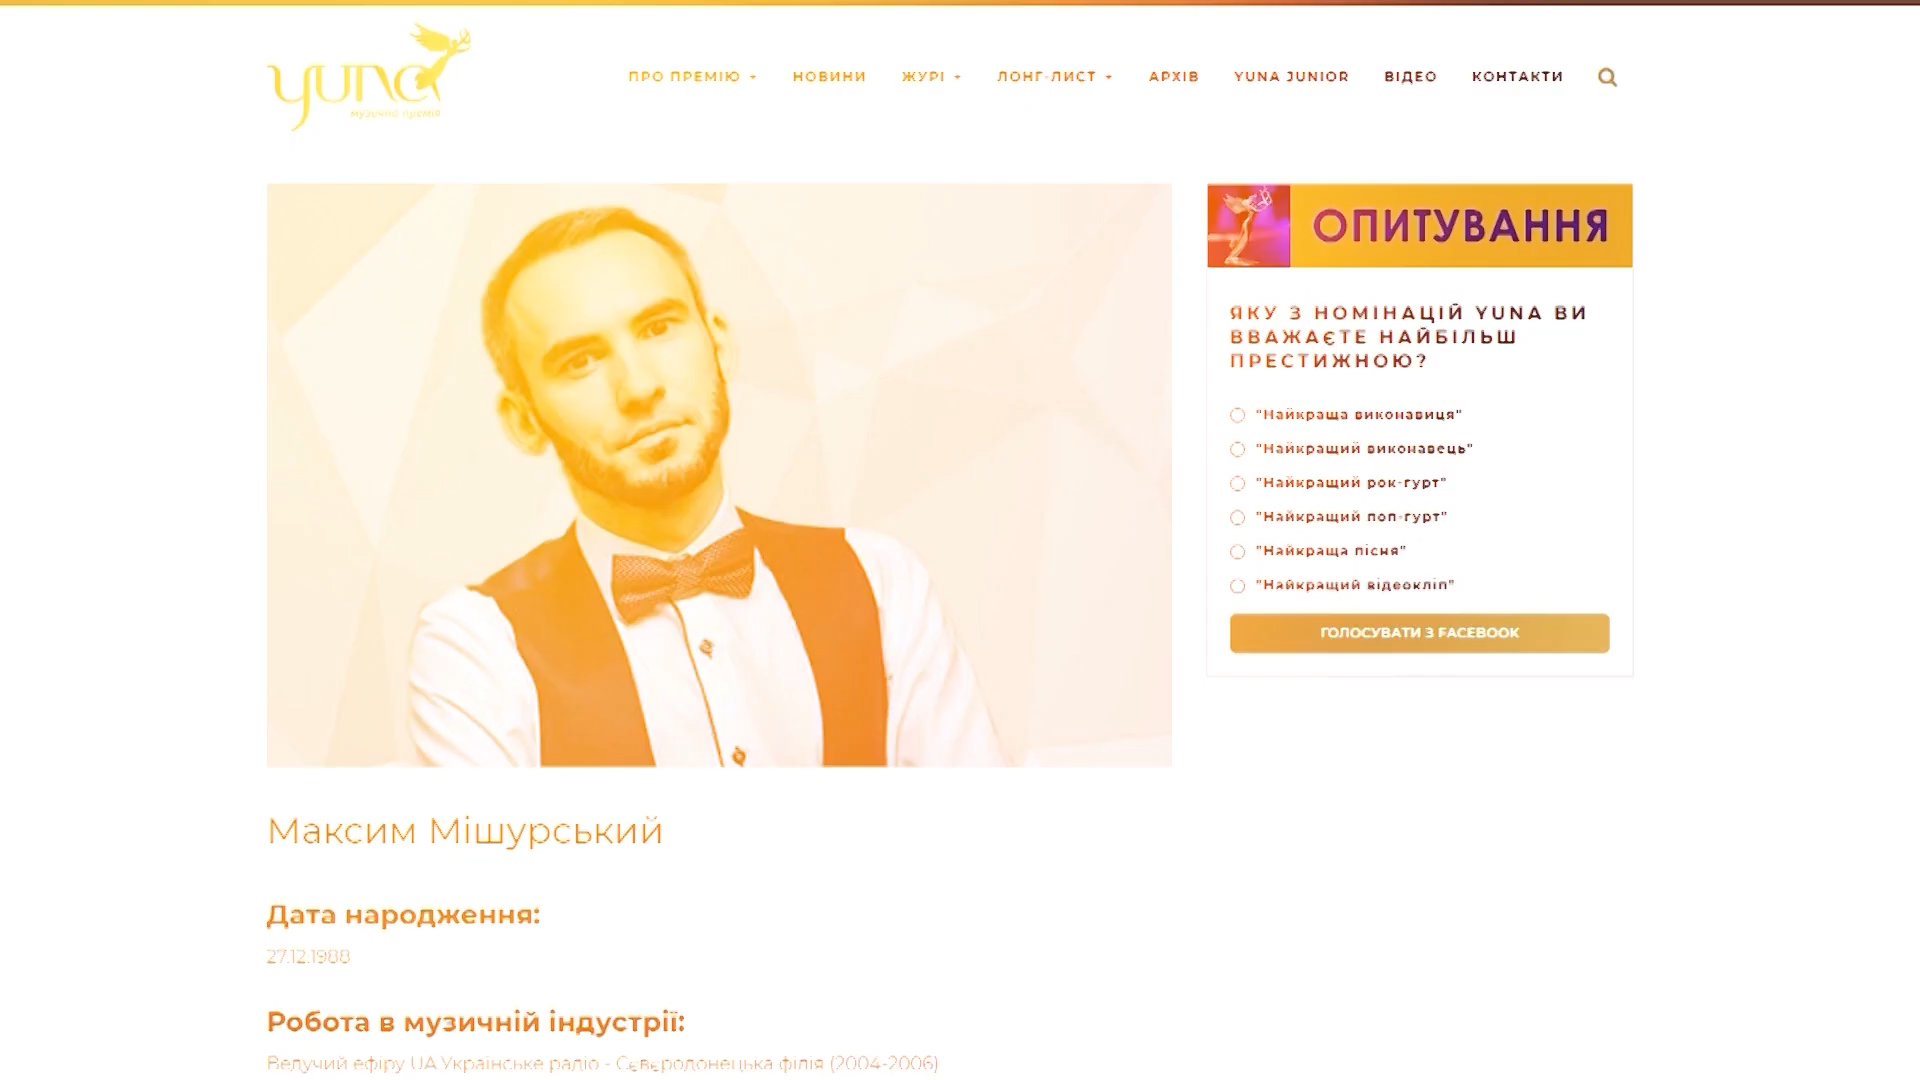 yuna
музична премія
ПРО ПРЕМІЮ НОВИНИ ЖУРІ ЛОНГ-ЛИСТ АРХІВ YUNA JUNIOR ВІДЕО КОНТАКТИ
ОПИТУВАННЯ
ЯКУ З НОМІНАЦІЙ YUNA ВИ
ВВАЖАЄТЕ НАЙБІЛЬШ
ПРЕСТИЖНОЮ?
"Найкраща виконавиця"
"Найкращий виконавець"
"Найкращий рок-гурт"
"Найкращий поп-гурт"
"Найкраща пісня"
"Найкращий відеокліп"
ГОЛОСУВАТИ З FACEBOOK
Максим Мішурський
Дата народження:
27.12.1988
Робота в музичній індустрії:
Ведучий ефіру UA:Українське радіо - Сєвєродонецька філія (2004-2006)